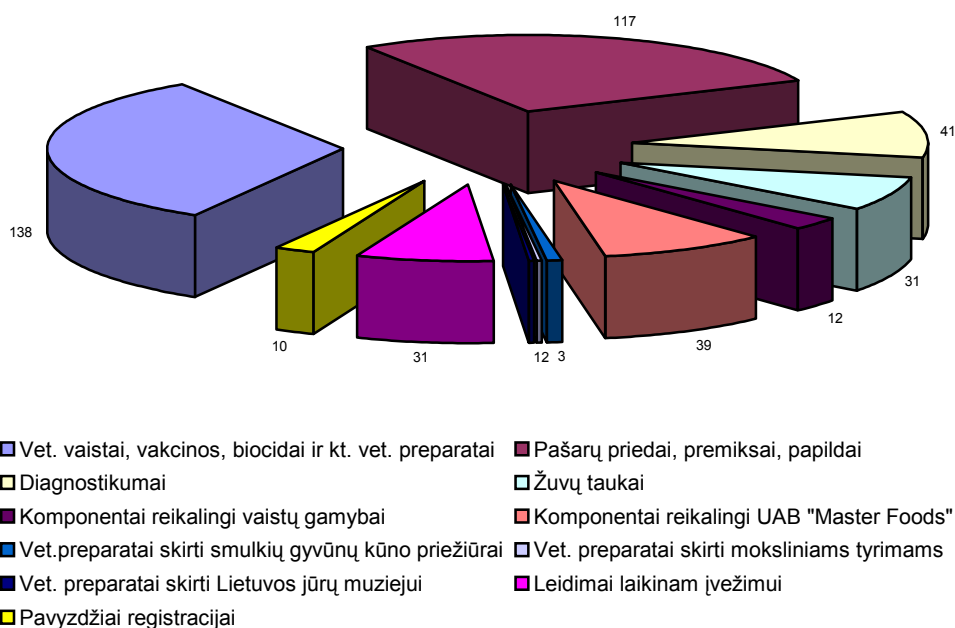 117
41
138
31
12
10
31
12 3
39
Vet. vaistai, vakcinos, biocidai ir kt. vet. preparatai Pašarų priedai, premiksai, papildai
Diagnostikumai Žuvų taukai
Komponentai reikalingi vaistų gamybai Komponentai reikalingi UAB "Master Foods"
Vet.preparatai skirti smulkių gyvūnų kūno priežiūrai Vet. preparatai skirti moksliniams tyrimams
Vet. preparatai skirti Lietuvos jūrų muziejui Leidimai laikinam įvežimui
Pavyzdžiai registracijai